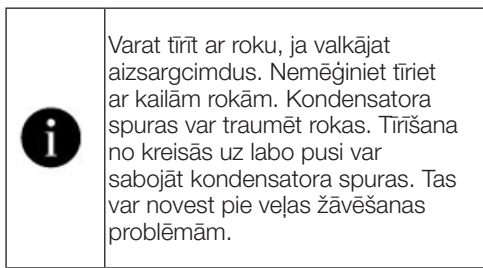 Varat tīrīt ar roku, ja valkājat
aizsargcimdus. Nemēģiniet tīriet
ar kailām rokām. Kondensatora
spuras var traumēt rokas. Tīrīšana
no kreisās uz labo pusi var
sabojāt kondensatora spuras. Tas
var novest pie veļas žāvēšanas
problēmām.